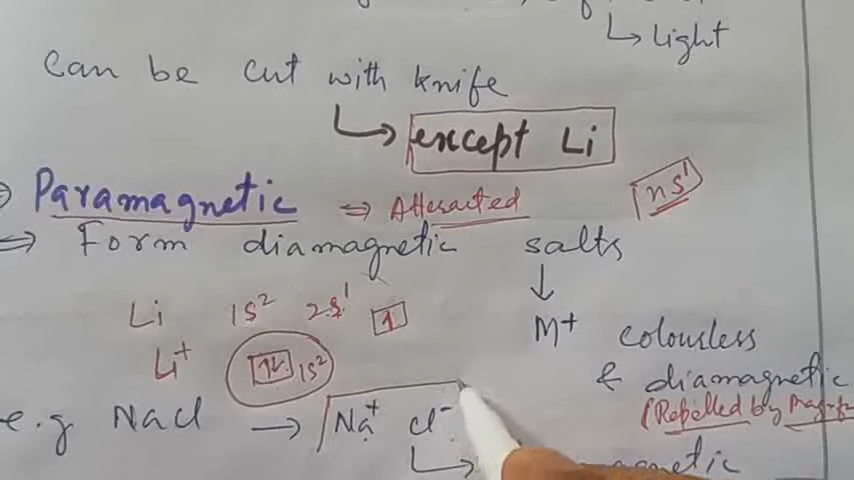 Light
Can be cut with knife
except Li
Paramagnetic ⇒ Attracted ns¹
⇒ Form diamagnetic salts
Li 1s² 2s¹ 1
M⁺ colourless
Li⁺ 1s²
& diamagnetic
(Repelled by
e.g NaCl → Na⁺ Cl⁻